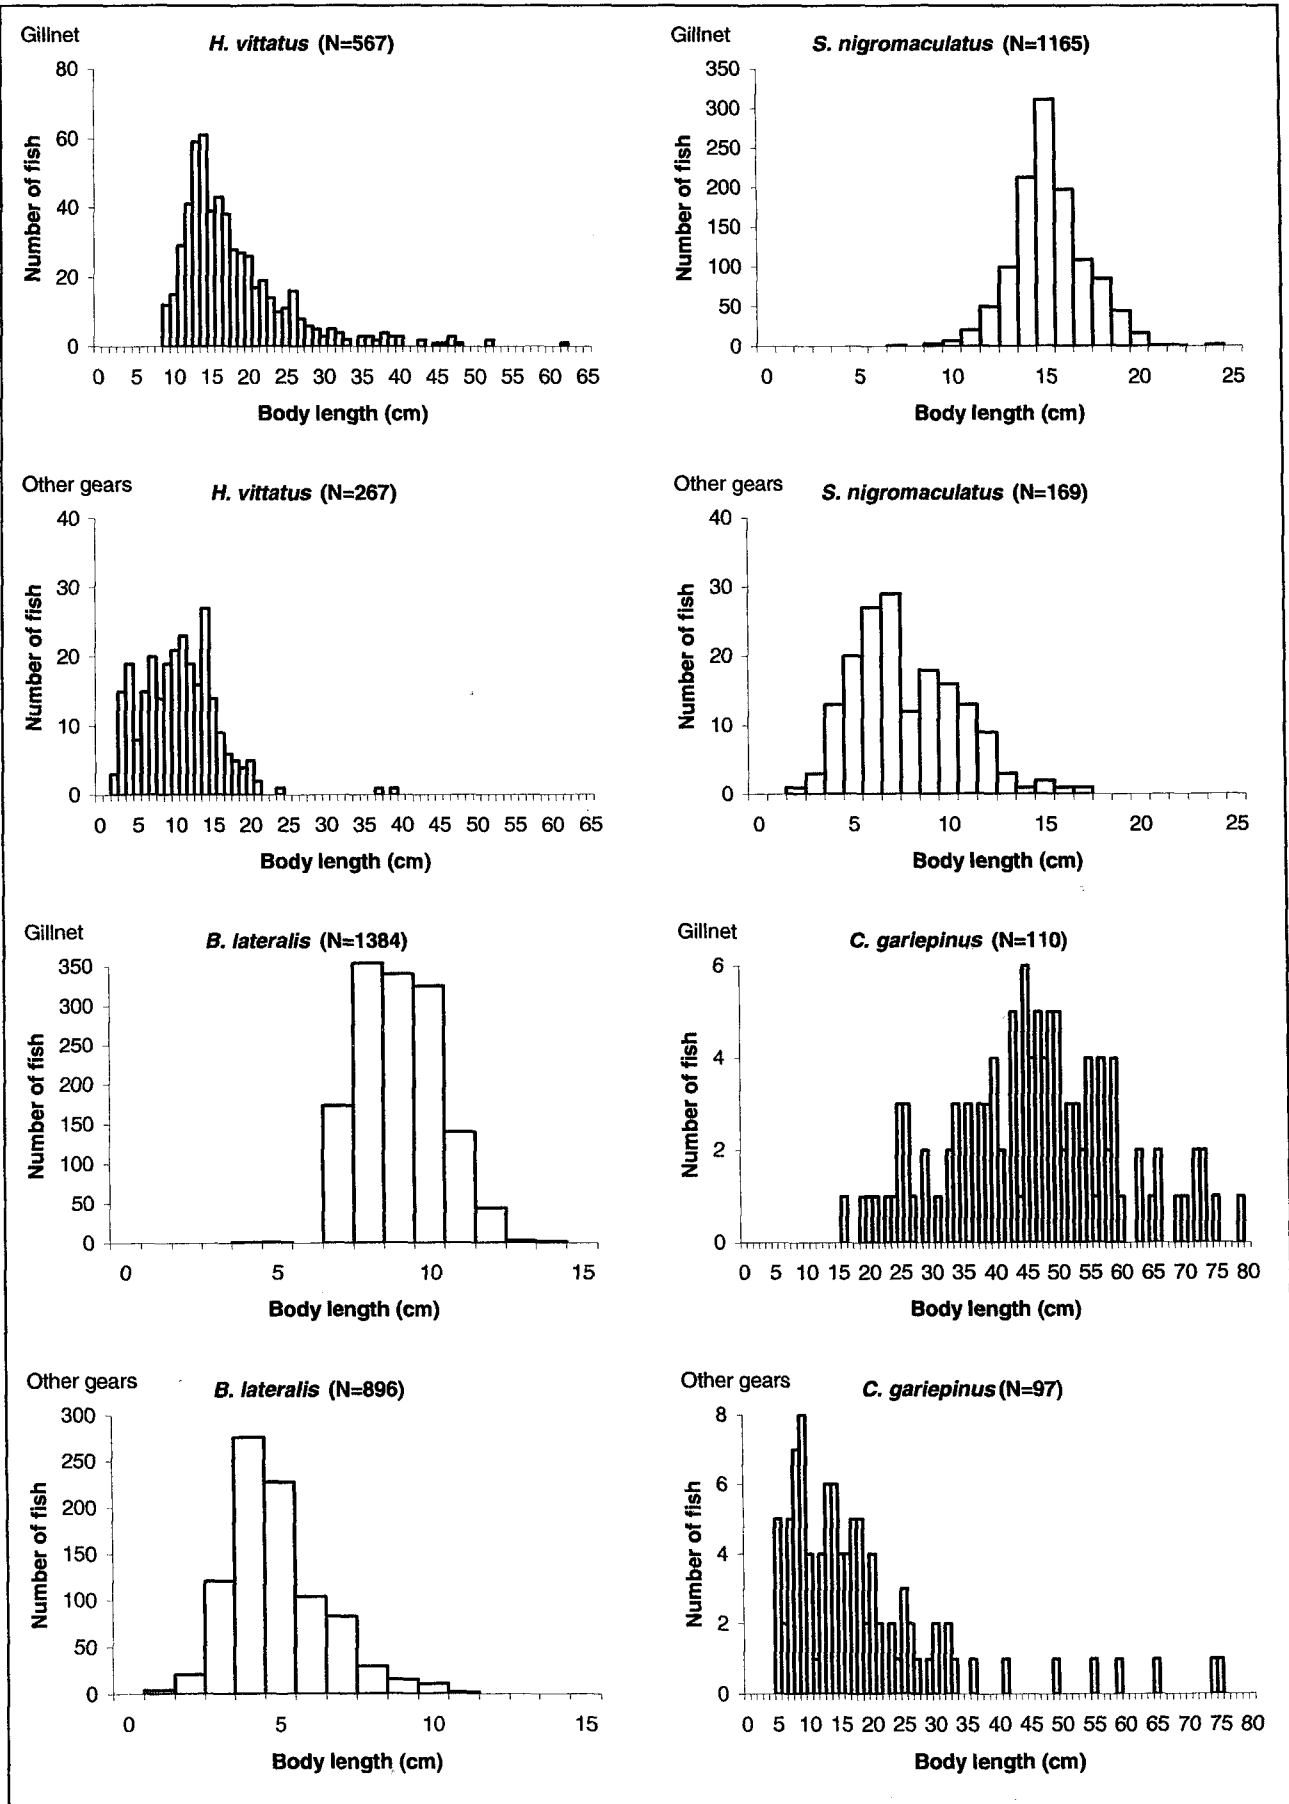 Gillnet
H. vittatus (N=567)
80
60
40
20
0
Number of fish
0 5 10 15 20 25 30 35 40 45 50 55 60 65
Body length (cm)
Gillnet
S. nigromaculatus (N=1165)
350
300
250
200
150
100
50
0
Number of fish
0 5 10 15 20 25
Body length (cm)
Other gears
H. vittatus (N=267)
40
30
20
10
0
Number of fish
0 5 10 15 20 25 30 35 40 45 50 55 60 65
Body length (cm)
Other gears
S. nigromaculatus (N=169)
40
30
20
10
0
Number of fish
0 5 10 15 20 25
Body length (cm)
Gillnet
B. lateralis (N=1384)
350
300
250
200
150
100
50
0
Number of fish
0 5 10 15
Body length (cm)
Gillnet
C. gariepinus (N=110)
6
4
2
0
Number of fish
0 5 10 15 20 25 30 35 40 45 50 55 60 65 70 75 80
Body length (cm)
Other gears
B. lateralis (N=896)
300
250
200
150
100
50
0
Number of fish
0 5 10 15
Body length (cm)
Other gears
C. gariepinus (N=97)
8
6
4
2
0
Number of fish
0 5 10 15 20 25 30 35 40 45 50 55 60 65 70 75 80
Body length (cm)